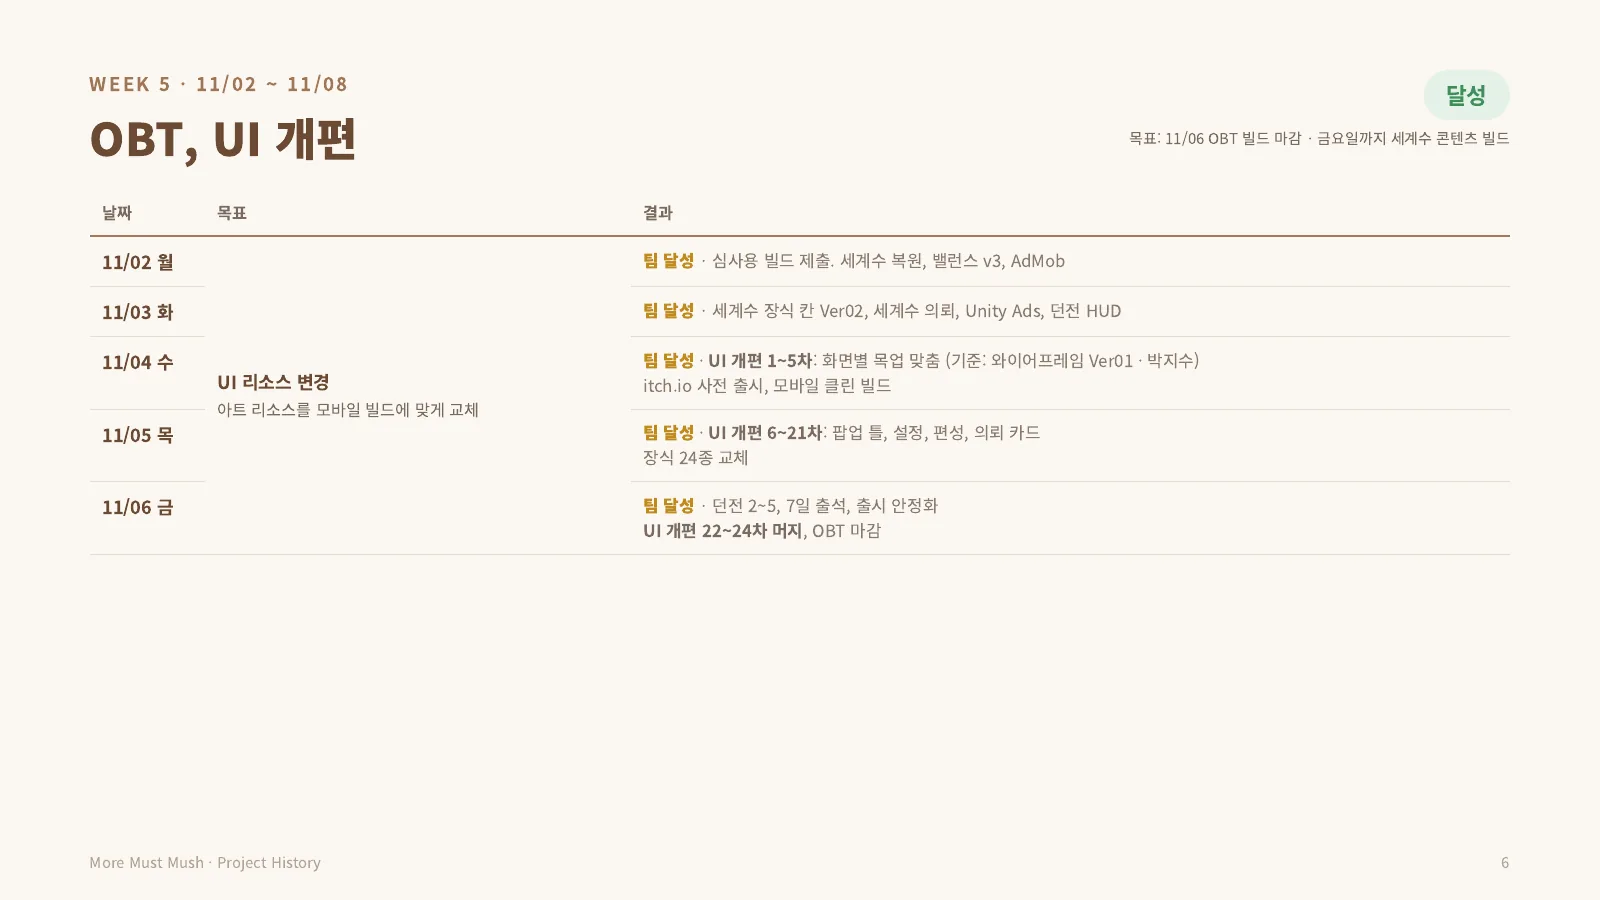 WEEK 5 · 11/02 ~ 11/08
OBT, UI 개편
달성
목표: 11/06 OBT 빌드 마감 · 금요일까지 세계수 콘텐츠 빌드
날짜 목표 결과
11/02 월
팀 달성 · 심사용 빌드 제출. 세계수 복원, 밸런스 v3, AdMob
11/03 화
팀 달성 · 세계수 장식 칸 Ver02, 세계수 의뢰, Unity Ads, 던전 HUD
11/04 수
팀 달성 · UI 개편 1~5차: 화면별 목업 맞춤 (기준: 와이어프레임 Ver01 · 박지수)
itch.io 사전 출시, 모바일 클린 빌드
UI 리소스 변경
아트 리소스를 모바일 빌드에 맞게 교체
11/05 목
팀 달성 · UI 개편 6~21차: 팝업 틀, 설정, 편성, 의뢰 카드
장식 24종 교체
11/06 금
팀 달성 · 던전 2~5, 7일 출석, 출시 안정화
UI 개편 22~24차 머지, OBT 마감
More Must Mush · Project History
6